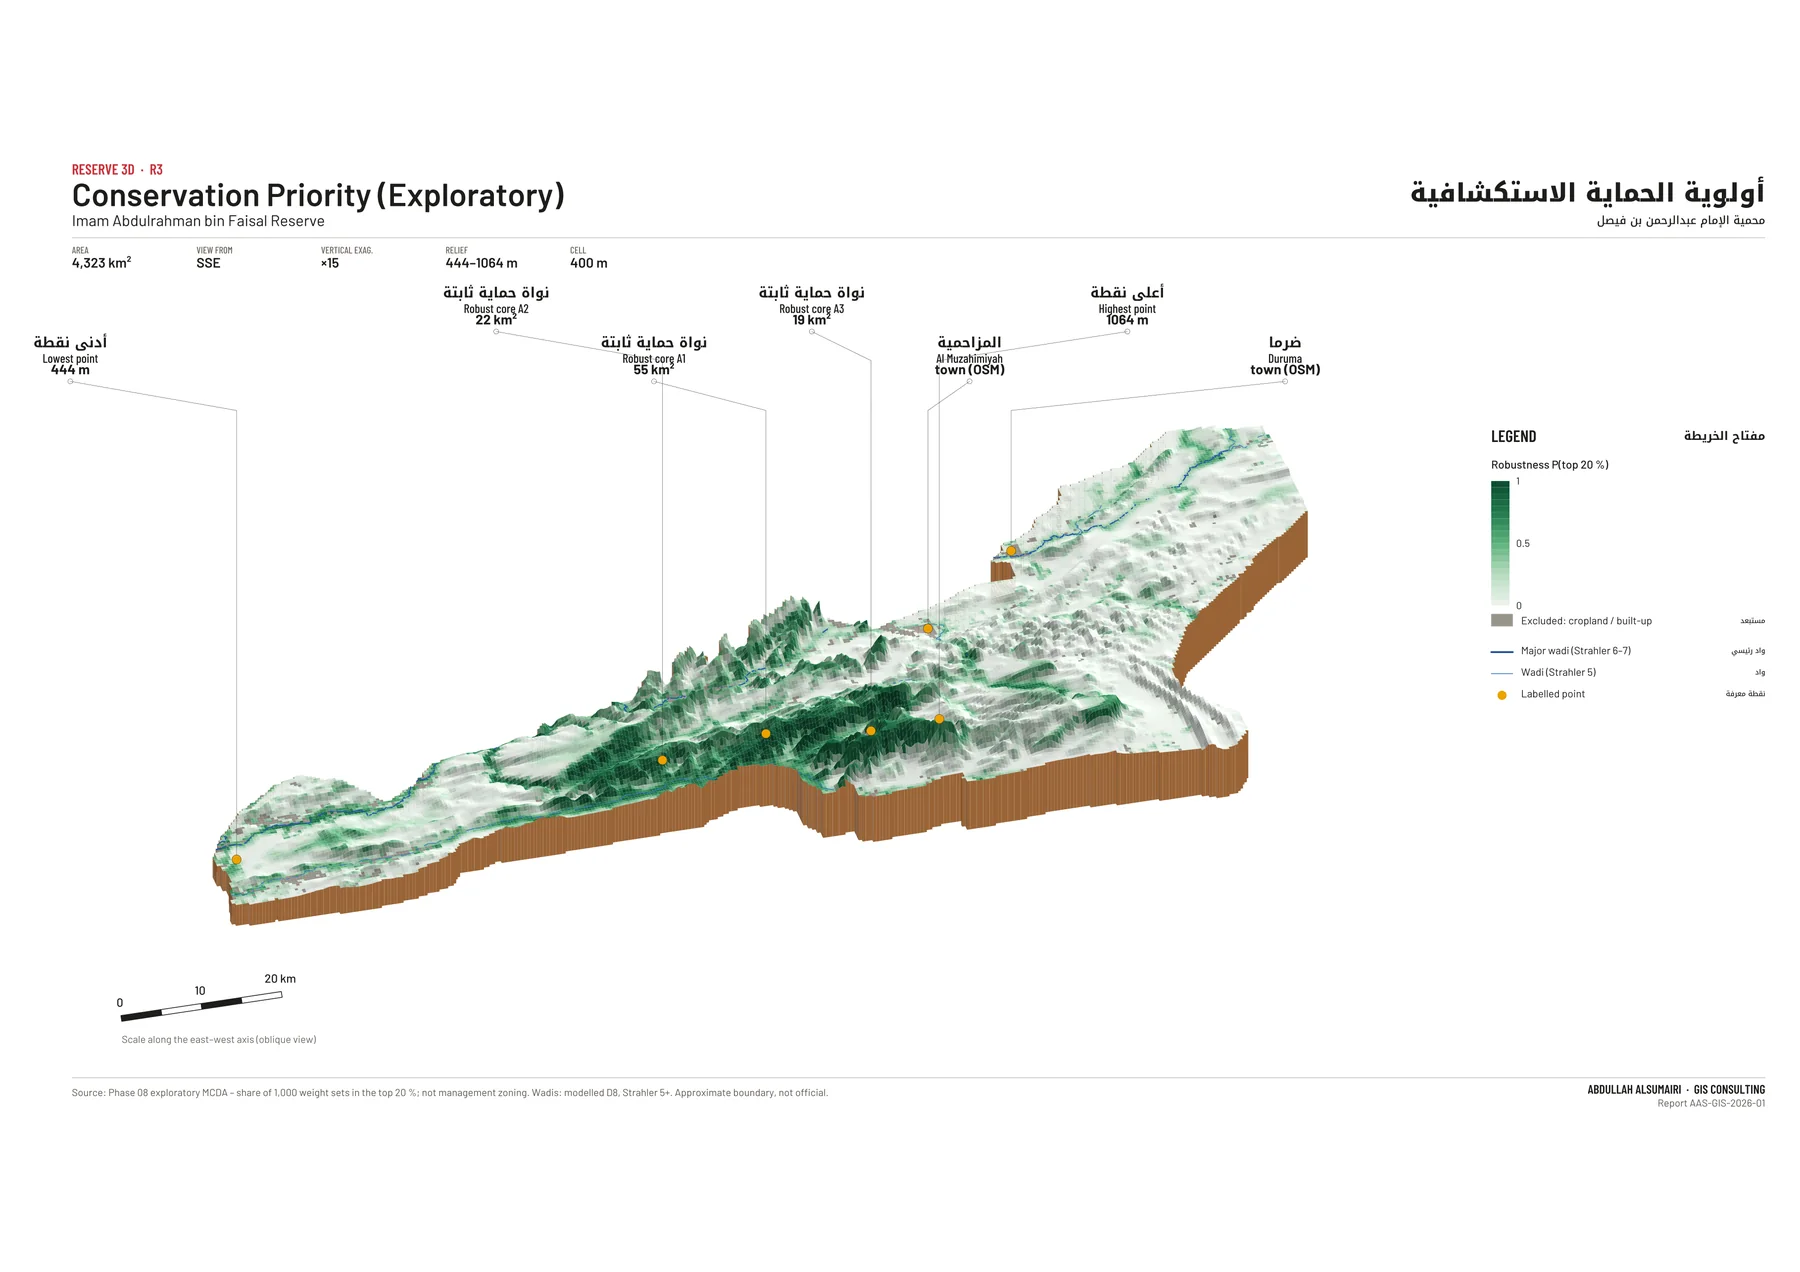 RESERVE 3D · R3
Conservation Priority (Exploratory)
Imam Abdulrahman bin Faisal Reserve
أولوية الحماية الاستكشافية
محمية الإمام عبدالرحمن بن فيصل
AREA
4,323 km²
VIEW FROM
SSE
VERTICAL EXAG.
×15
RELIEF
444–1064 m
CELL
400 m
نواة حماية ثابتة
Robust core A2
22 km²
نواة حماية ثابتة
Robust core A3
19 km²
أعلى نقطة
Highest point
1064 m
أدنى نقطة
Lowest point
444 m
نواة حماية ثابتة
Robust core A1
55 km²
المزاحمية
Al Muzahimiyah
town (OSM)
ضرما
Duruma
town (OSM)
LEGEND
مفتاح الخريطة
Robustness P(top 20 %)
1
0.5
0
Excluded: cropland / built-up
مستبعد
Major wadi (Strahler 6–7)
واد رئيسي
Wadi (Strahler 5)
واد
Labelled point
نقطة معرفة
0
10
20 km
Scale along the east–west axis (oblique view)
Source: Phase 08 exploratory MCDA – share of 1,000 weight sets in the top 20 %; not management zoning. Wadis: modelled D8, Strahler 5+. Approximate boundary, not official.
ABDULLAH ALSUMAIRI · GIS CONSULTING
Report AAS-GIS-2026-01